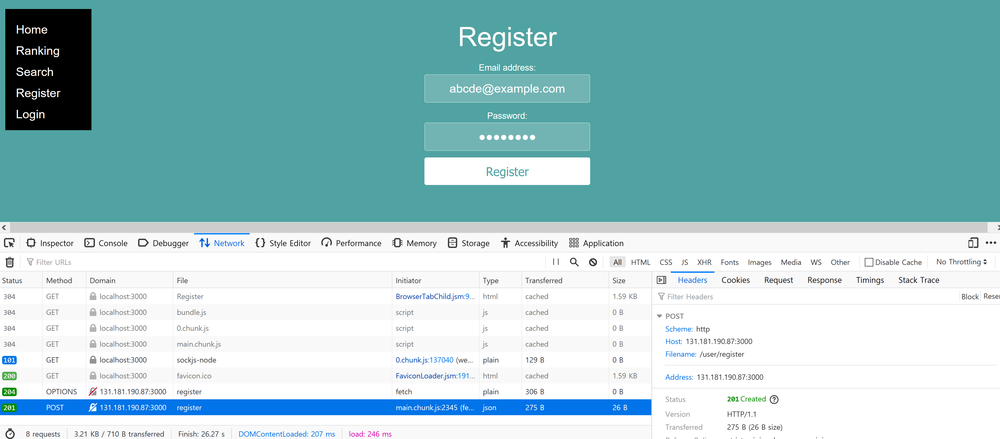 Home
Ranking
Search
Register
Login
Register
Email address:
abcde@example.com
Password:
Register
Inspector Console Debugger Network Style Editor Performance Memory Storage Accessibility Application
Filter URLs All HTML CSS JS XHR Fonts Images Media WS Other Disable Cache No Throttling
Status Method Domain File Initiator Type Transferred Size
304 GET localhost:3000 Register BrowserTabChild.jsm:9... html cached 1.59 KB
304 GET localhost:3000 bundle.js script js cached 0 B
304 GET localhost:3000 0.chunk.js script js cached 0 B
304 GET localhost:3000 main.chunk.js script js cached 0 B
101 GET localhost:3000 sockjs-node 0.chunk.js:137040 (we... plain 129 B 0 B
200 GET localhost:3000 favicon.ico FaviconLoader.jsm:191... html cached 1.59 KB
204 OPTIONS 131.181.190.87:3000 register fetch plain 306 B 0 B
201 POST 131.181.190.87:3000 register main.chunk.js:2345 (fe... json 275 B 26 B
8 requests 3.21 KB / 710 B transferred Finish: 26.27 s DOMContentLoaded: 207 ms load: 246 ms
Headers Cookies Request Response Timings Stack Trace
Filter Headers Block
POST
Scheme: http
Host: 131.181.190.87:3000
Filename: /user/register
Address: 131.181.190.87:3000
Status 201 Created
Version HTTP/1.1
Transferred 275 B (26 B size)